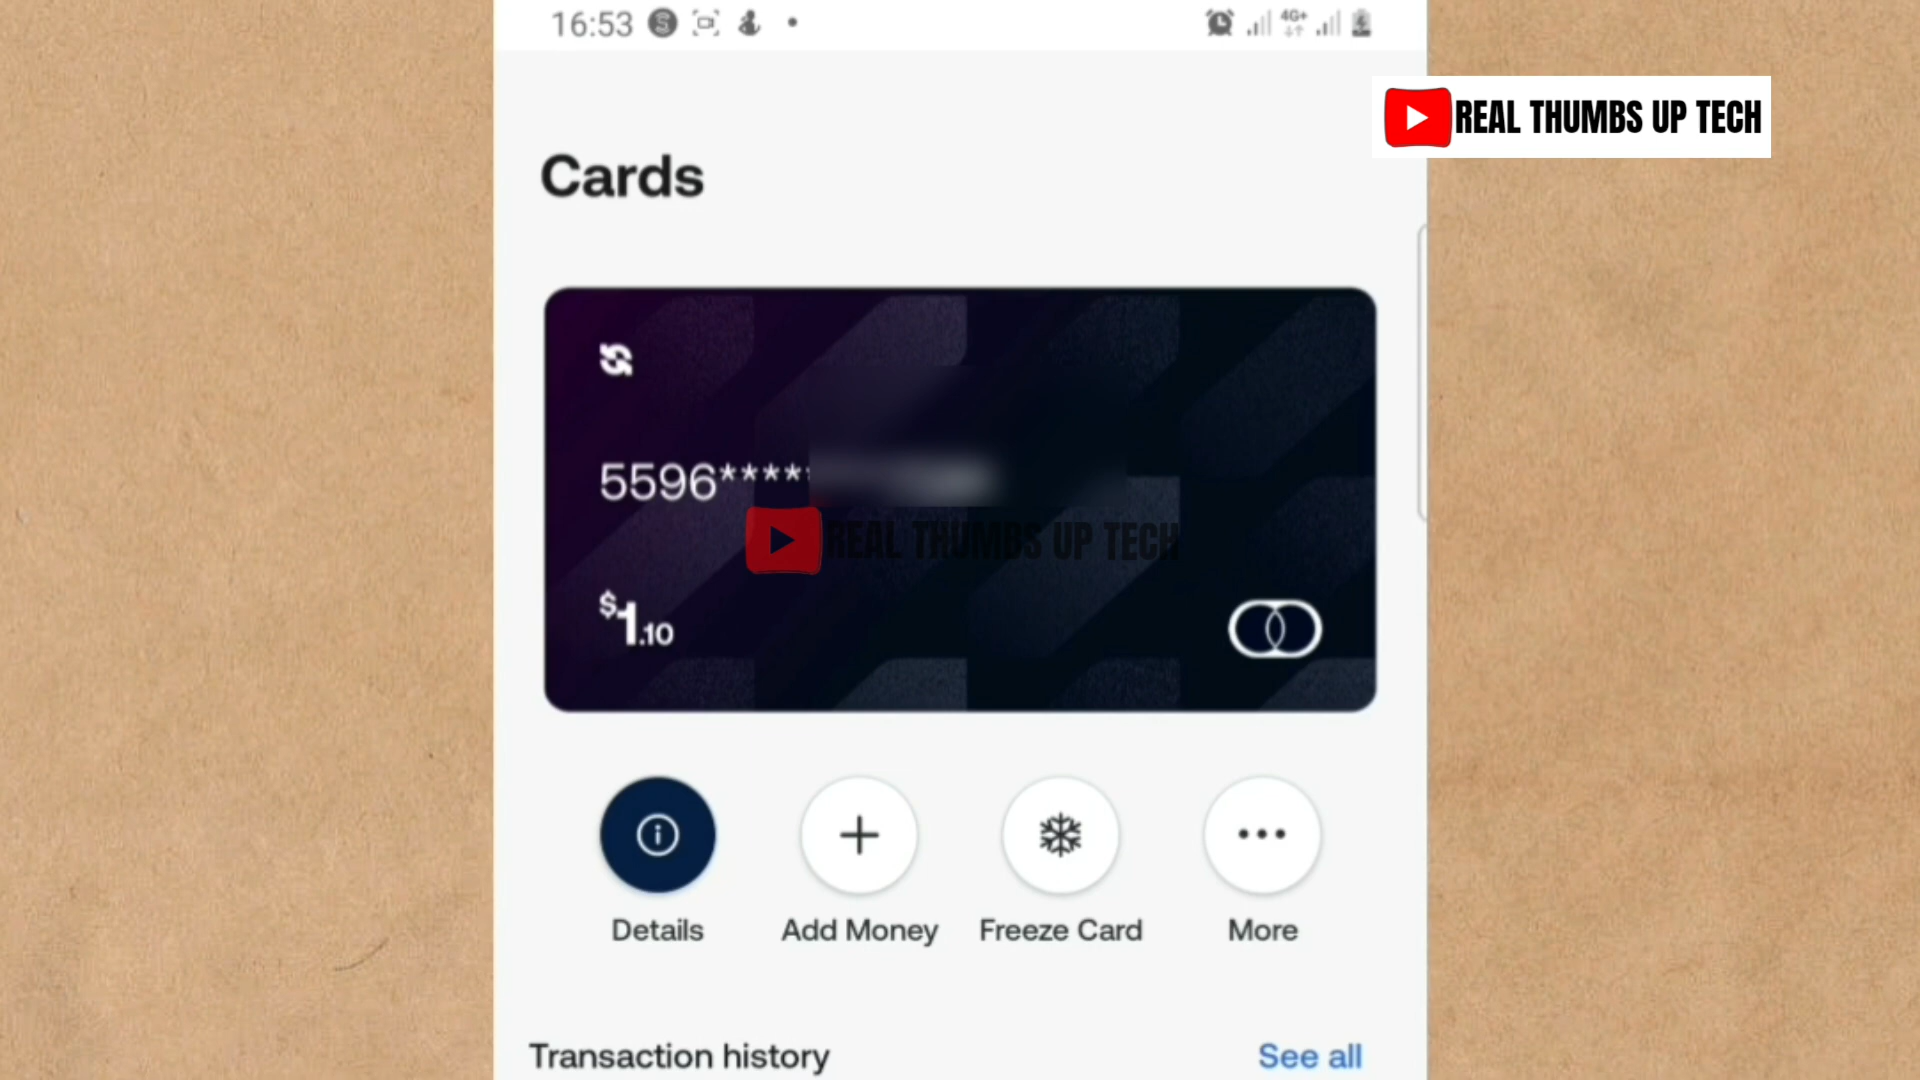 16:53
4G+
REAL THUMBS UP TECH
Cards
5596*****
REAL THUMBS UP TECH
$1.10
Details
Add Money
Freeze Card
More
Transaction history
See all